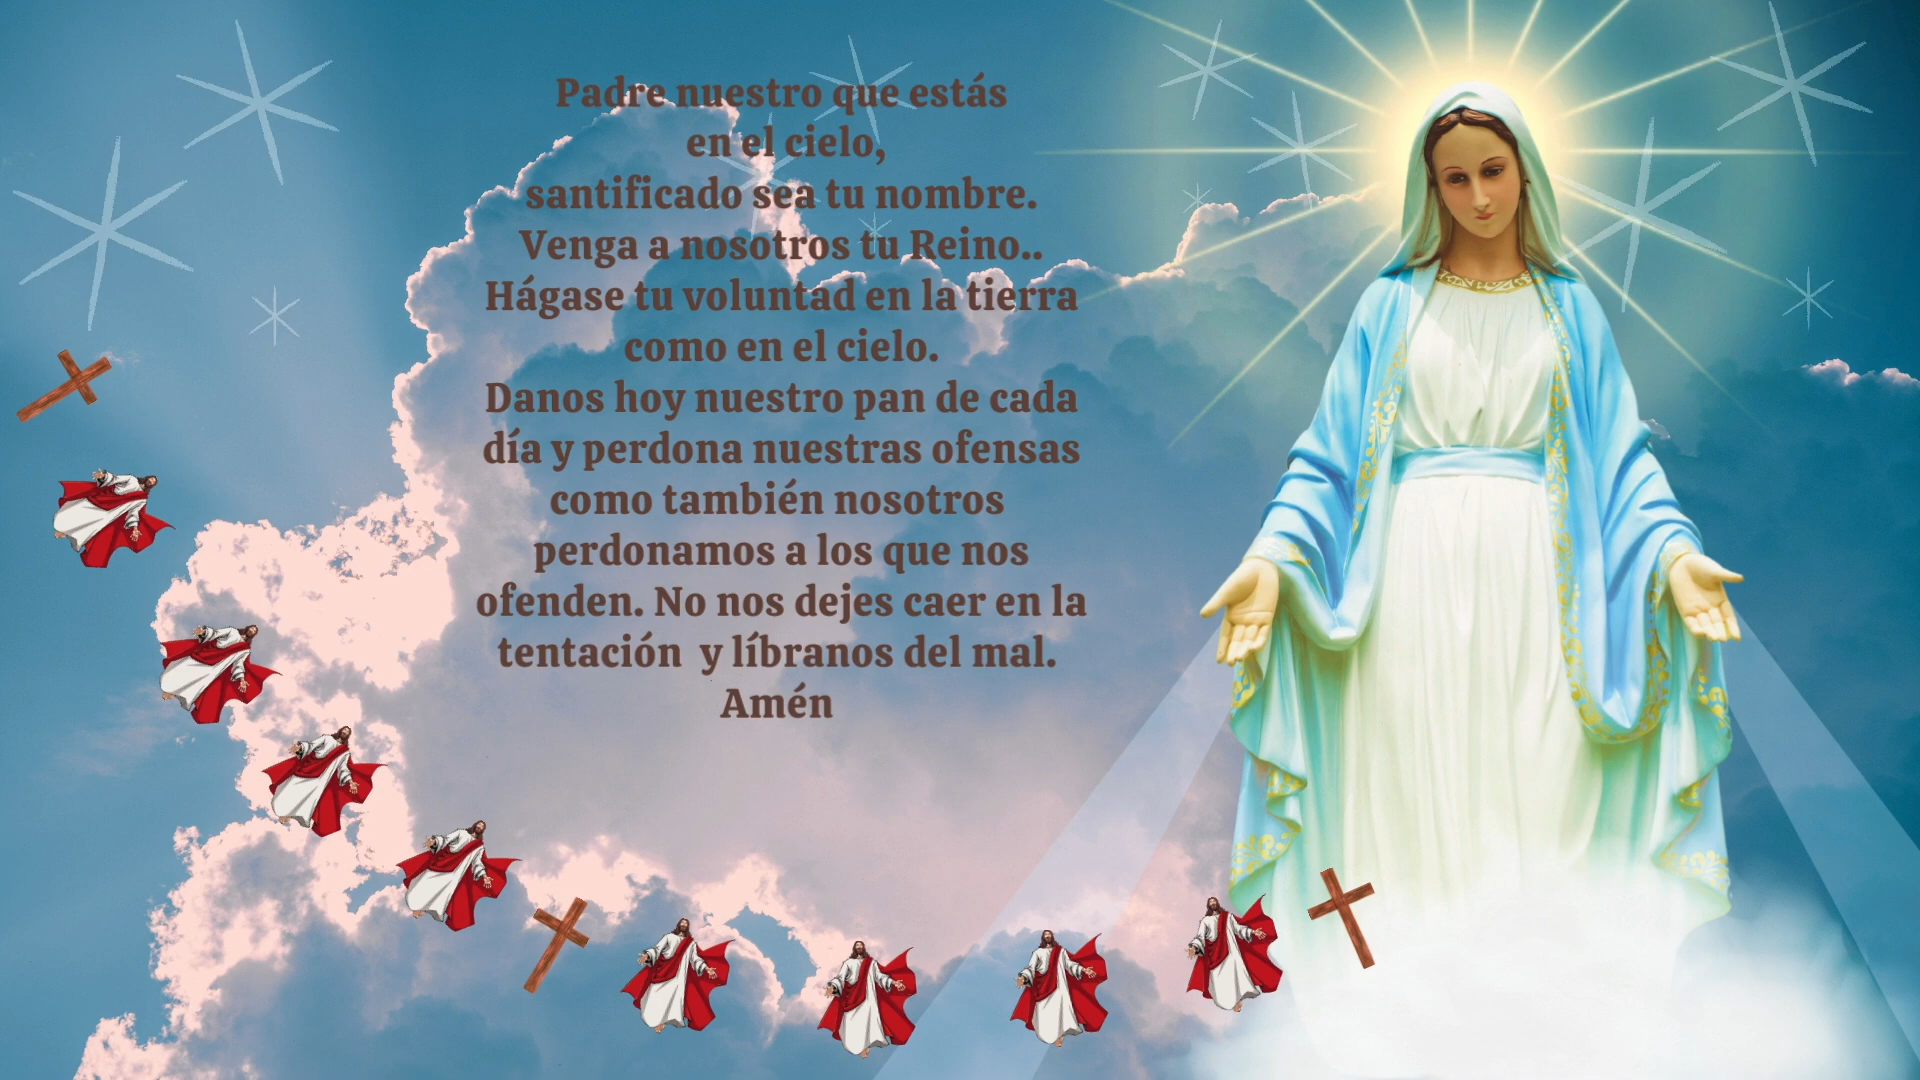 Padre nuestro que estás
en el cielo,
santificado sea tu nombre.
Venga a nosotros tu Reino..
Hágase tu voluntad en la tierra
como en el cielo.
Danos hoy nuestro pan de cada
día y perdona nuestras ofensas
como también nosotros
perdonamos a los que nos
ofenden. No nos dejes caer en la
tentación  y líbranos del mal.
Amén